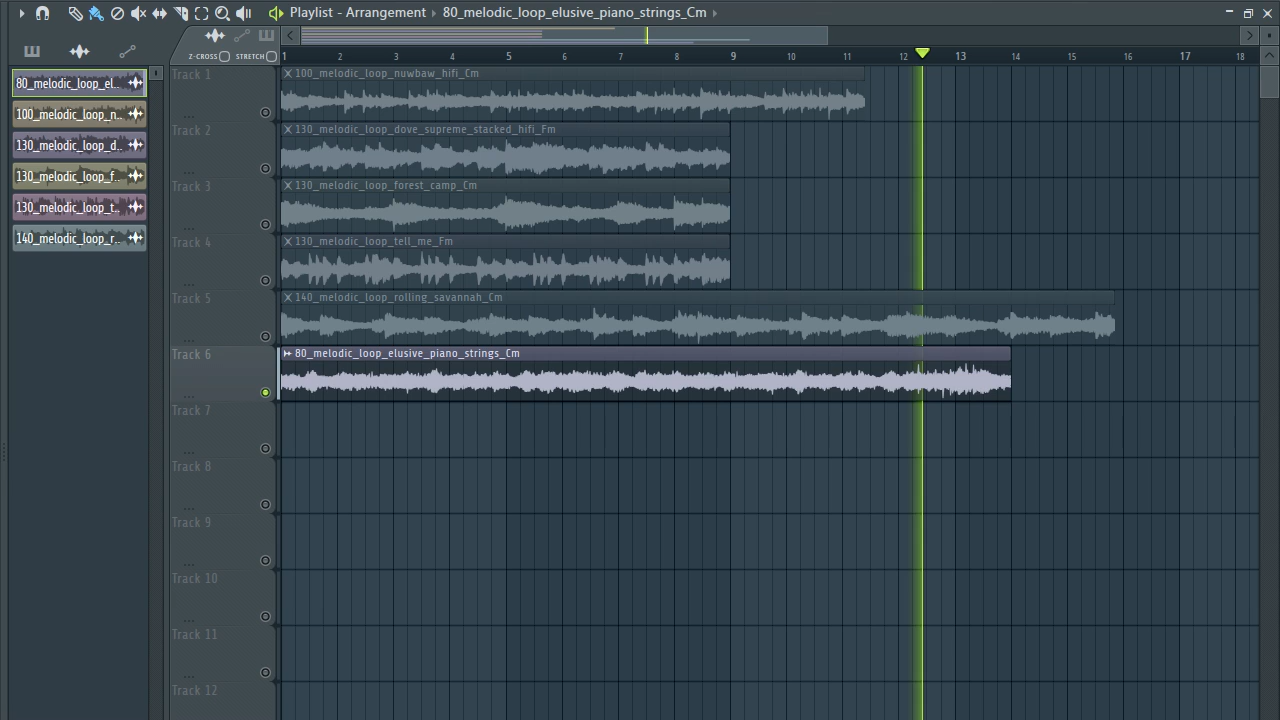 Playlist - Arrangement › 80_melodic_loop_elusive_piano_strings_Cm ›
Z-CROSS STRETCH
1 2 3 4 5 6 7 8 9 10 11 12 13 14 15 16 17 18
80_melodic_loop_el..
100_melodic_loop_n..
130_melodic_loop_d..
130_melodic_loop_f..
130_melodic_loop_t..
140_melodic_loop_r..
Track 1
100_melodic_loop_nuwbaw_hifi_Cm
...
Track 2
130_melodic_loop_dove_supreme_stacked_hifi_Fm
...
Track 3
130_melodic_loop_forest_camp_Cm
...
Track 4
130_melodic_loop_tell_me_Fm
...
Track 5
140_melodic_loop_rolling_savannah_Cm
...
Track 6
80_melodic_loop_elusive_piano_strings_Cm
...
Track 7
...
Track 8
...
Track 9
...
Track 10
...
Track 11
...
Track 12